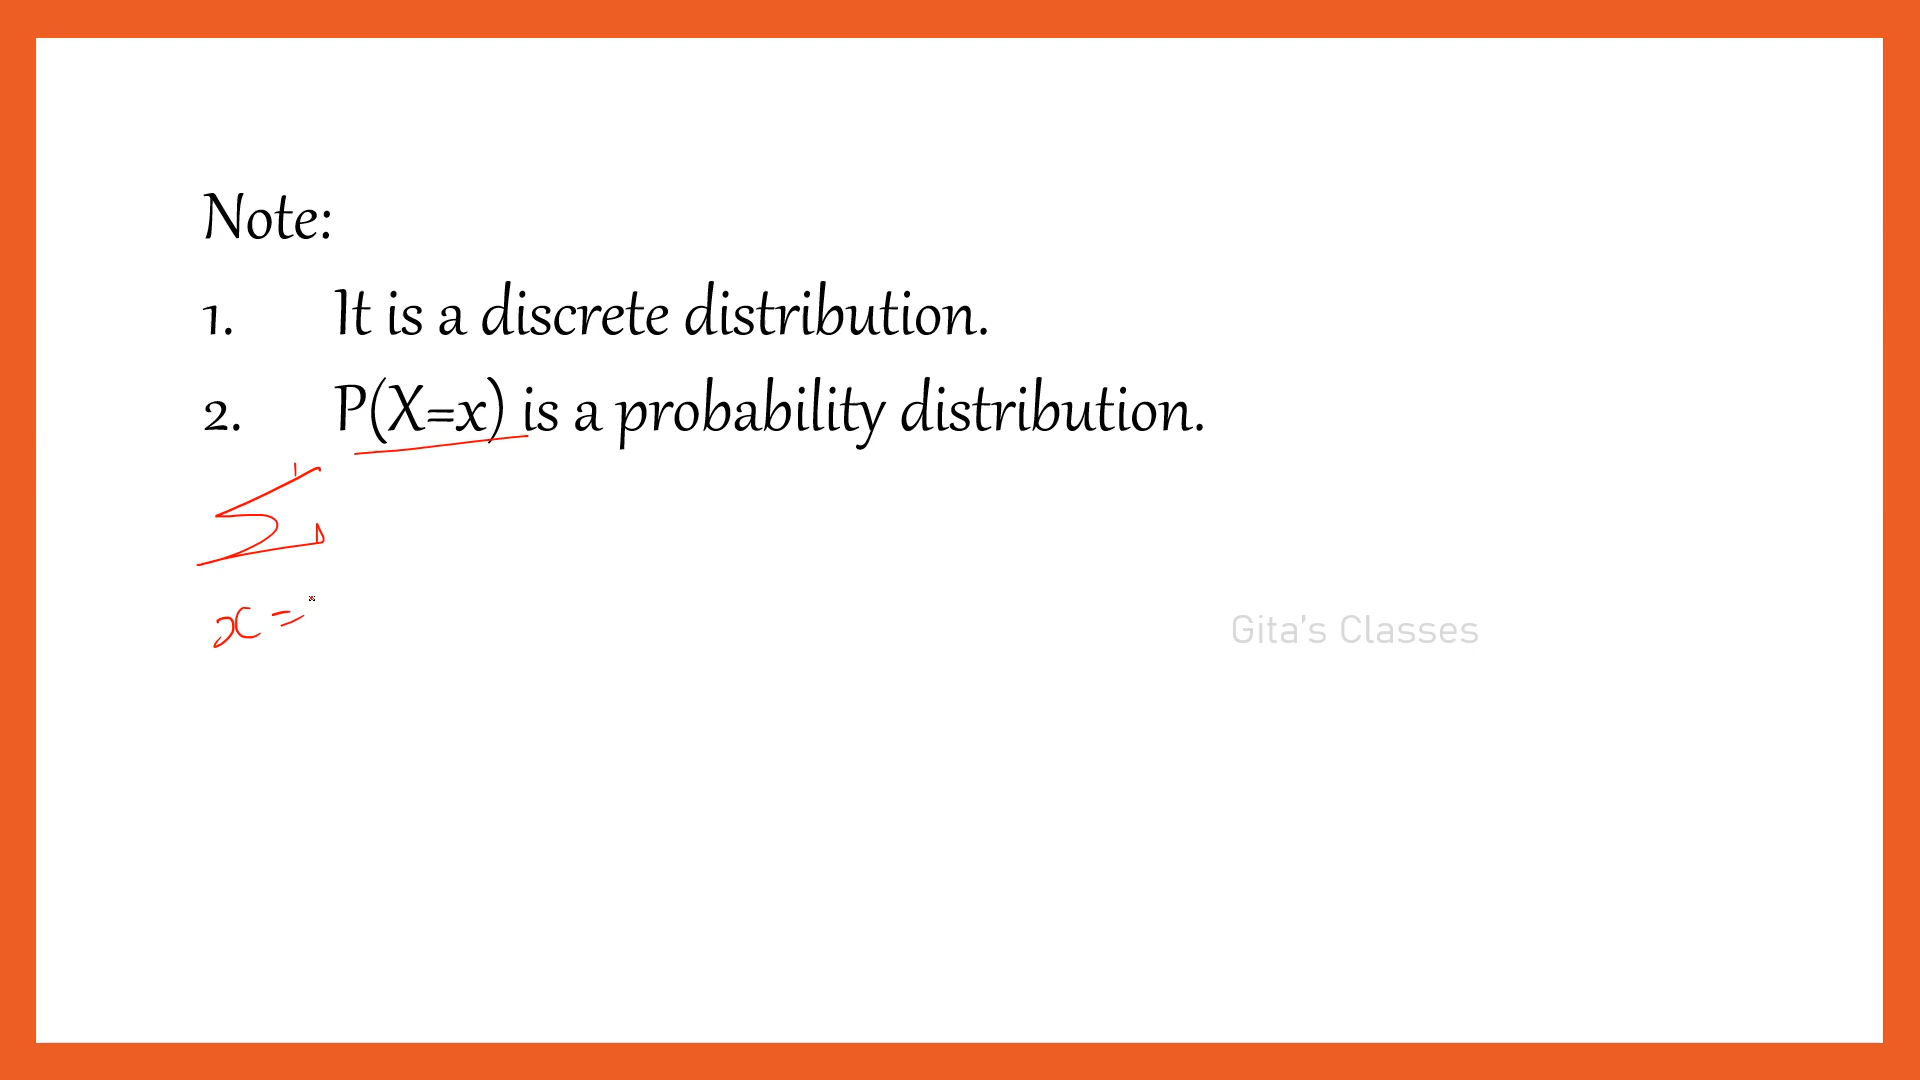 Note:
1. It is a discrete distribution.
2. P(X=x) is a probability distribution.
∑
x =
Gita's Classes